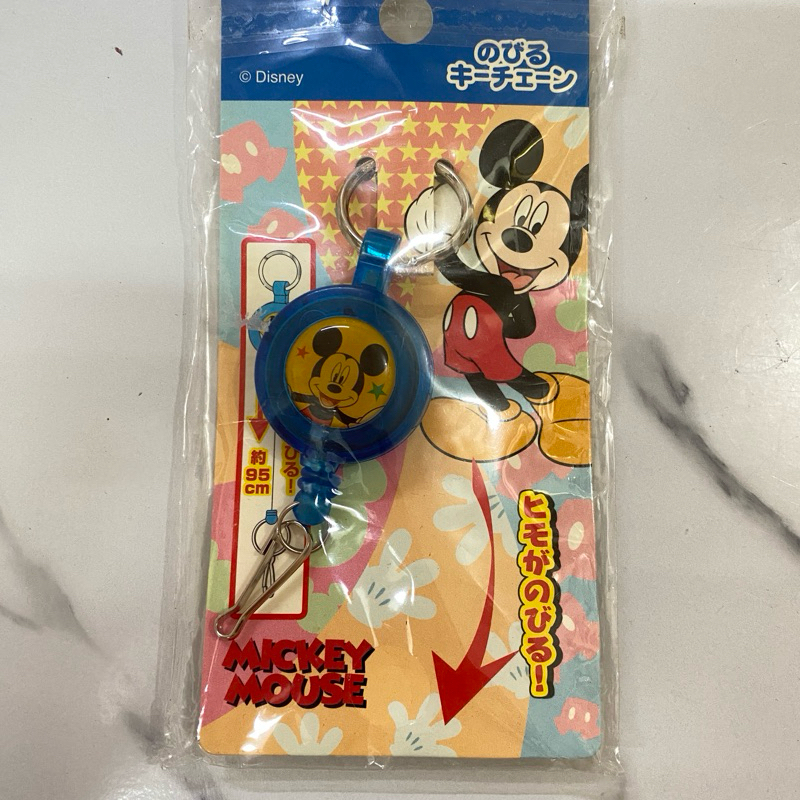 © Disney
のびる
キーチェーン
約
95
cm
びる!
ヒモがのびる!
MICKEY
MOUSE